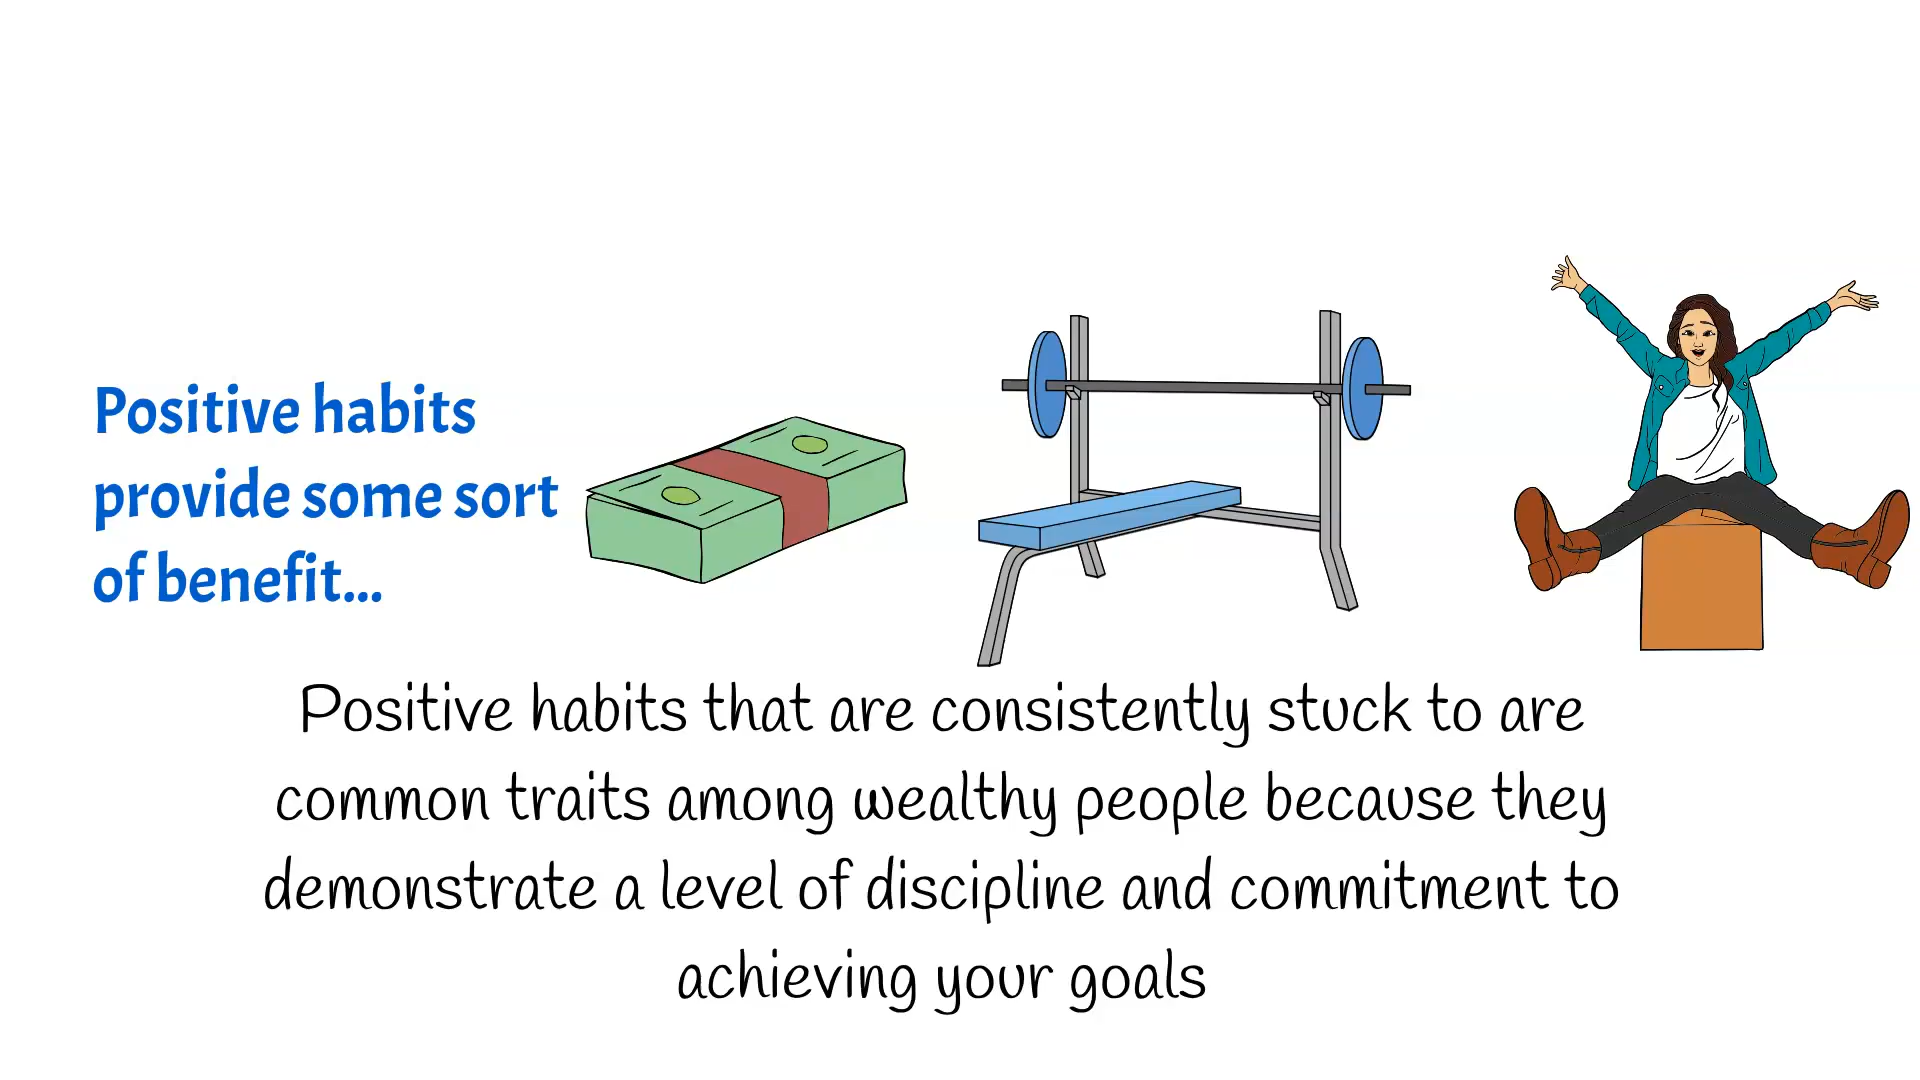 Positive habits
provide some sort
of benefit...
Positive habits that are consistently stuck to are
common traits among wealthy people because they
demonstrate a level of discipline and commitment to
achieving your goals